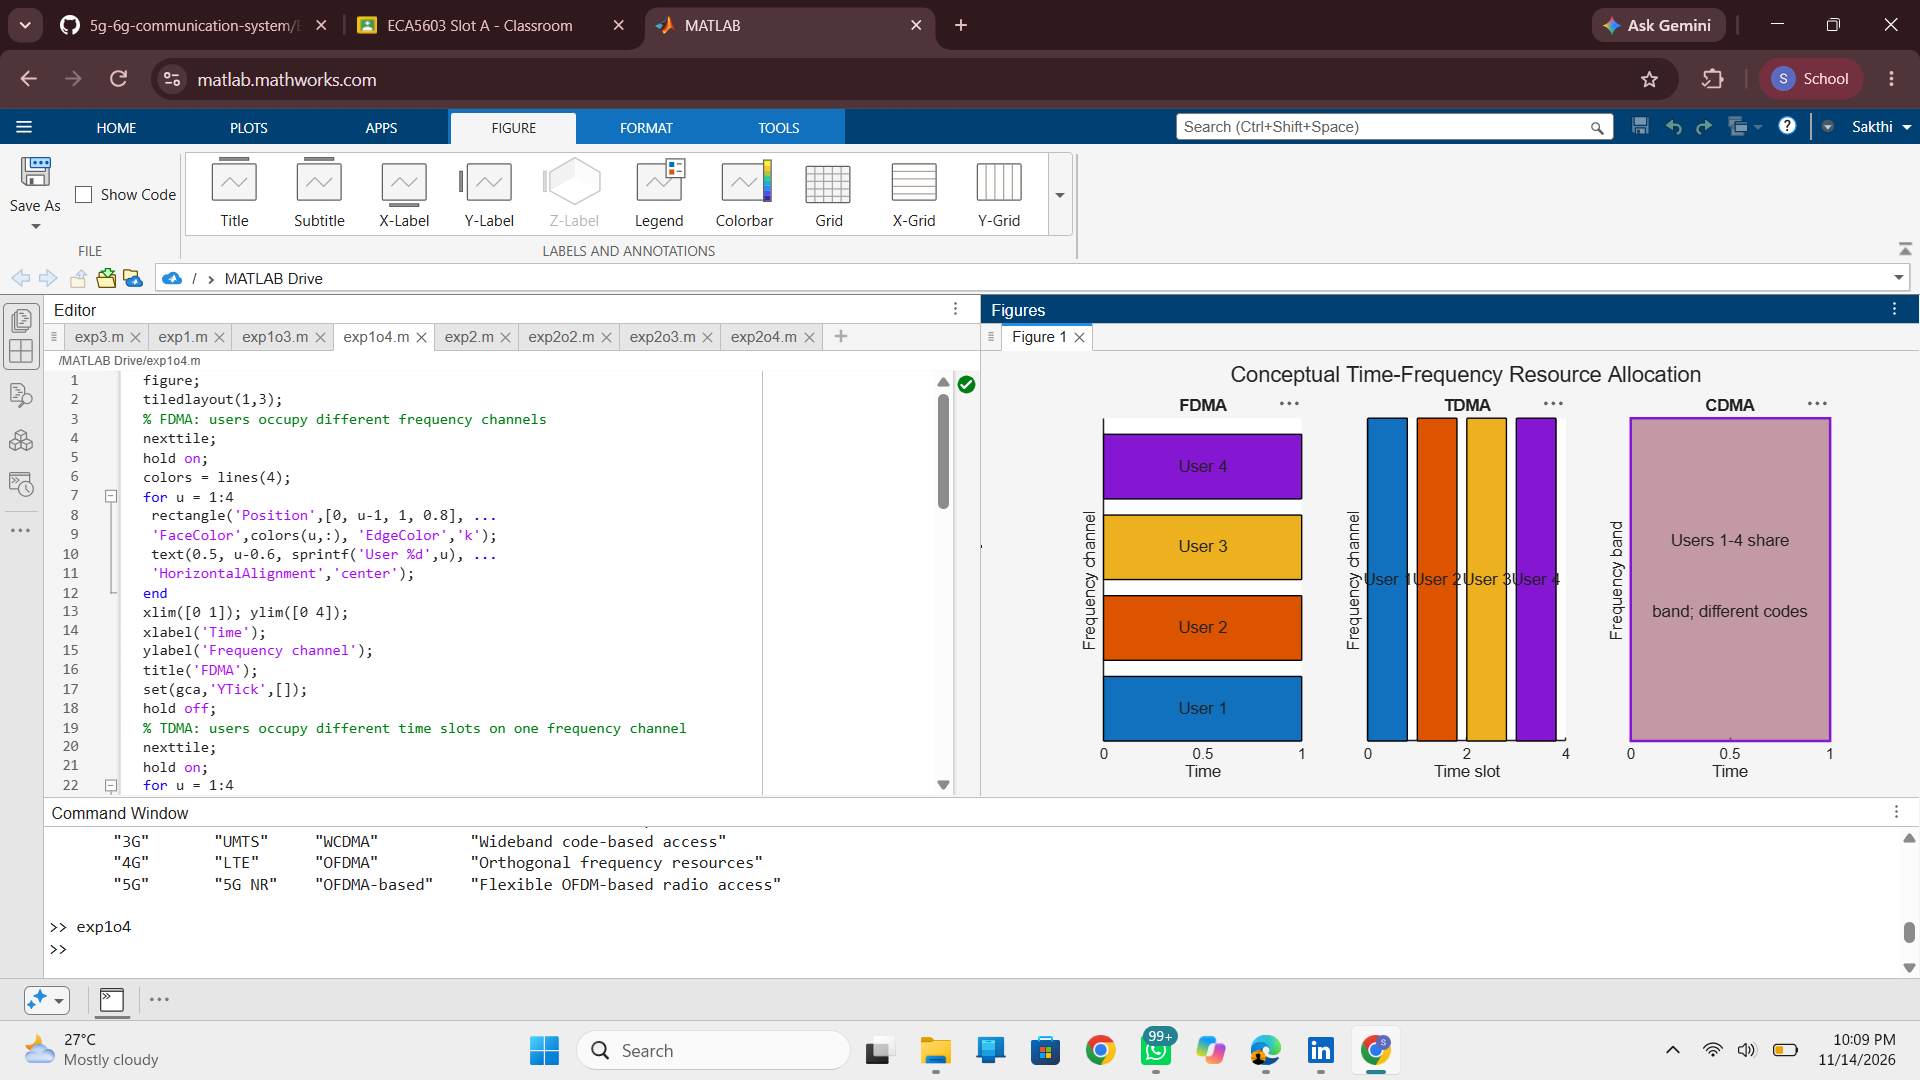 5g-6g-communication-system/
ECA5603 Slot A - Classroom
MATLAB
Ask Gemini
matlab.mathworks.com
S
School
HOME
PLOTS
APPS
FIGURE
FORMAT
TOOLS
Search (Ctrl+Shift+Space)
Sakthi
Save As
Show Code
Title
Subtitle
X-Label
Y-Label
Z-Label
Legend
Colorbar
Grid
X-Grid
Y-Grid
FILE
LABELS AND ANNOTATIONS
/ › MATLAB Drive
Editor
exp3.m
exp1.m
exp1o3.m
exp1o4.m
exp2.m
exp2o2.m
exp2o3.m
exp2o4.m
/MATLAB Drive/exp1o4.m
1 figure;
2 tiledlayout(1,3);
3 % FDMA: users occupy different frequency channels
4 nexttile;
5 hold on;
6 colors = lines(4);
7 for u = 1:4
8 rectangle('Position',[0, u-1, 1, 0.8], ...
9 'FaceColor',colors(u,:), 'EdgeColor','k');
10 text(0.5, u-0.6, sprintf('User %d',u), ...
11 'HorizontalAlignment','center');
12 end
13 xlim([0 1]); ylim([0 4]);
14 xlabel('Time');
15 ylabel('Frequency channel');
16 title('FDMA');
17 set(gca,'YTick',[]);
18 hold off;
19 % TDMA: users occupy different time slots on one frequency channel
20 nexttile;
21 hold on;
22 for u = 1:4
Figures
Figure 1
Conceptual Time-Frequency Resource Allocation
FDMA
Frequency channel
User 4
User 3
User 2
User 1
0 0.5 1
Time
TDMA
Frequency channel
User 1
User 2
User 3
User 4
0 2 4
Time slot
CDMA
Frequency band
Users 1-4 share
band; different codes
0 0.5 1
Time
Command Window
"3G" "UMTS" "WCDMA" "Wideband code-based access"
"4G" "LTE" "OFDMA" "Orthogonal frequency resources"
"5G" "5G NR" "OFDMA-based" "Flexible OFDM-based radio access"
>> exp1o4
>>
27°C
Mostly cloudy
Search
99+
10:09 PM
11/14/2026